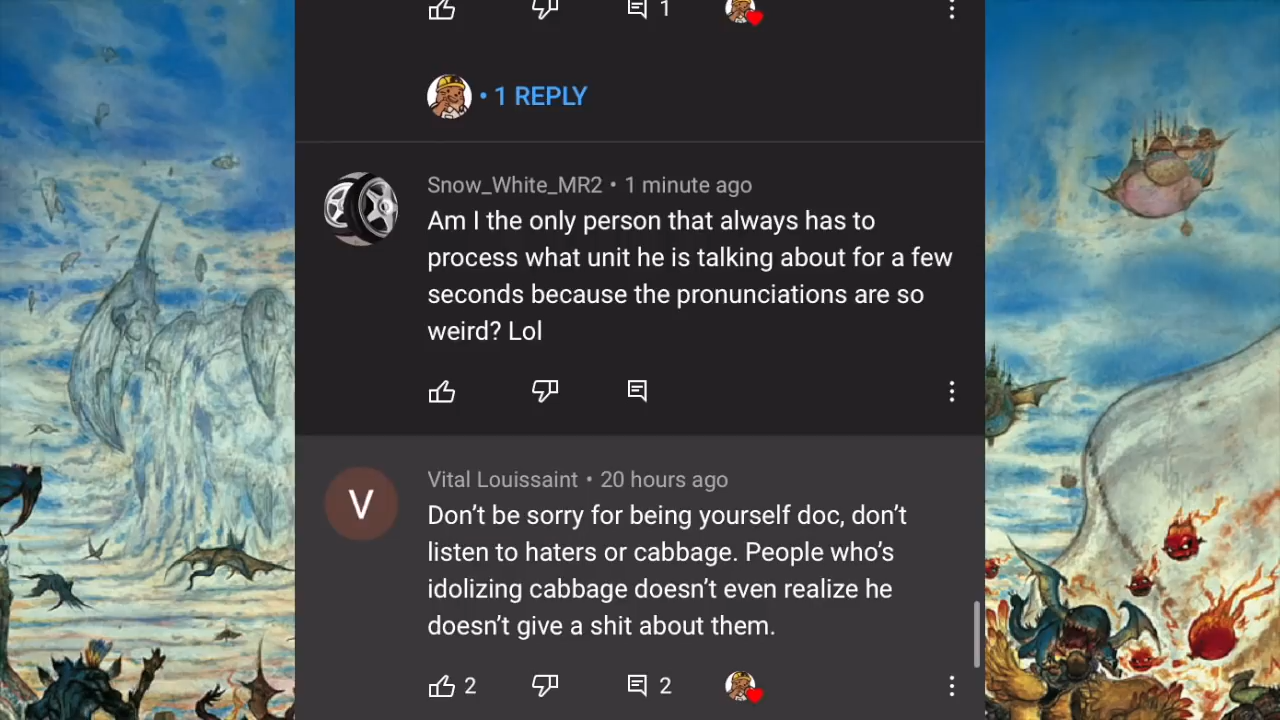 1
• 1 REPLY
Snow_White_MR2 • 1 minute ago
Am I the only person that always has to
process what unit he is talking about for a few
seconds because the pronunciations are so
weird? Lol
V
Vital Louissaint • 20 hours ago
Don’t be sorry for being yourself doc, don’t
listen to haters or cabbage. People who’s
idolizing cabbage doesn’t even realize he
doesn’t give a shit about them.
2 2